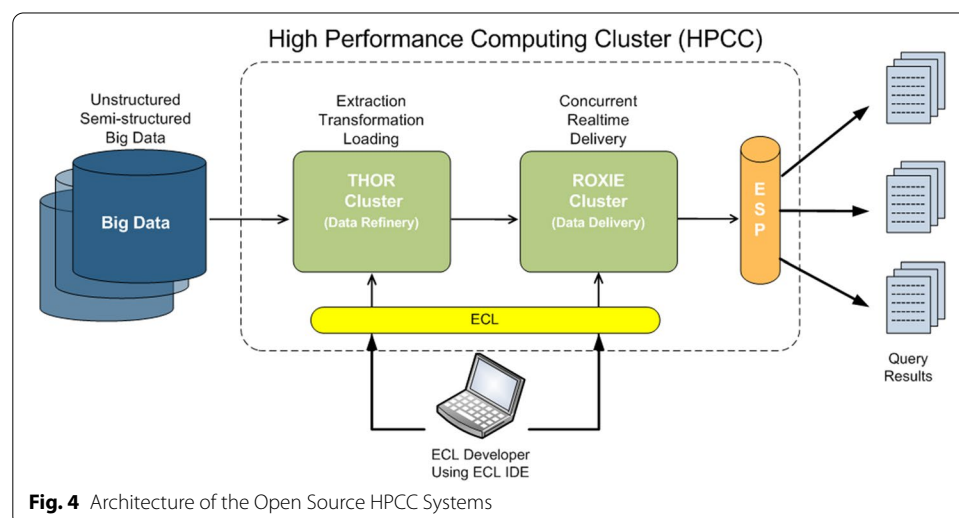 High Performance Computing Cluster (HPCC)
Unstructured
Semi-structured
Big Data
Extraction
Transformation
Loading
Concurrent
Realtime
Delivery
Big Data
THOR
Cluster
(Data Refinery)
ROXIE
Cluster
(Data Delivery)
E
S
P
ECL
Query
Results
ECL Developer
Using ECL IDE
Fig. 4 Architecture of the Open Source HPCC Systems